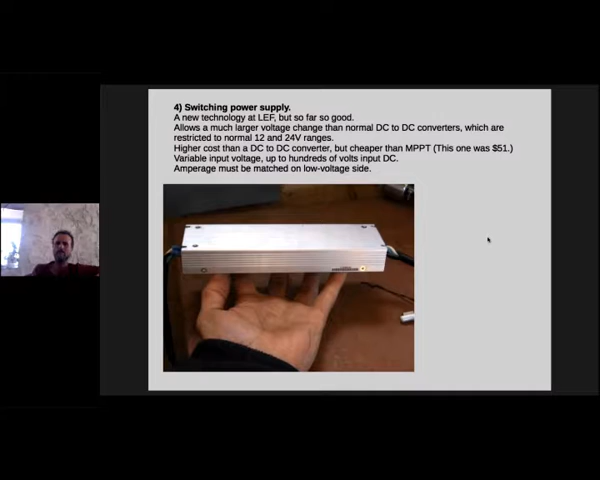 4) Switching power supply.
A new technology at LEF, but so far so good.
Allows a much larger voltage change than normal DC to DC converters, which are
restricted to normal 12 and 24V ranges.
Higher cost than a DC to DC converter, but cheaper than MPPT (This one was $51.)
Variable input voltage, up to hundreds of volts input DC.
Amperage must be matched on low-voltage side.